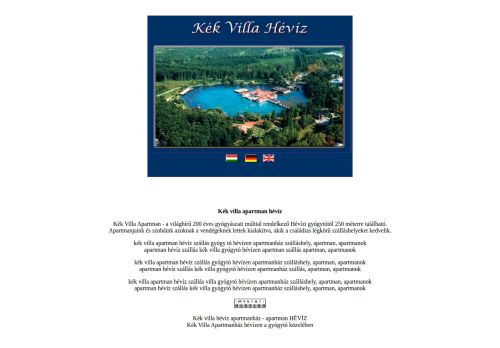 Kék Villa Hévíz
Kék villa apartman hévíz
Kék Villa Apartman - a világhírű 200 éves gyógyászati múlttal rendelkező Hévízi gyógytótól 250 méterre található.
Apartmanjaink és szobáink azoknak a vendégeknek lettek kialakítva, akik a családias légkörű szálláshelyeket kedvelik.
kék villa apartman hévíz szállás gyógy tó hévízen apartmanház szálláshely, apartman, apartmanok
apartman hévíz szállás kék villa gyógytó hévízen apartman szállás apartman, apartmanok
kék villa apartman hévíz szállás gyógytó hévízen apartmanház szálláshely, apartman, apartmanok
apartman hévíz szállás kék villa gyógytó hévízen apartmanház szállás, apartman, apartmanok
kék villa apartman hévíz szállás villa gyógytó hévízen apartmanház szálláshely, apartman, apartmanok
apartman hévíz szállás kék villa gyógytó hévízen apartmanház szálláshely, apartman, apartmanok
Kék villa hévíz apartmanház - apartman HÉVÍZ
Kék Villa Apartmanház hévízen a gyógytó közelében